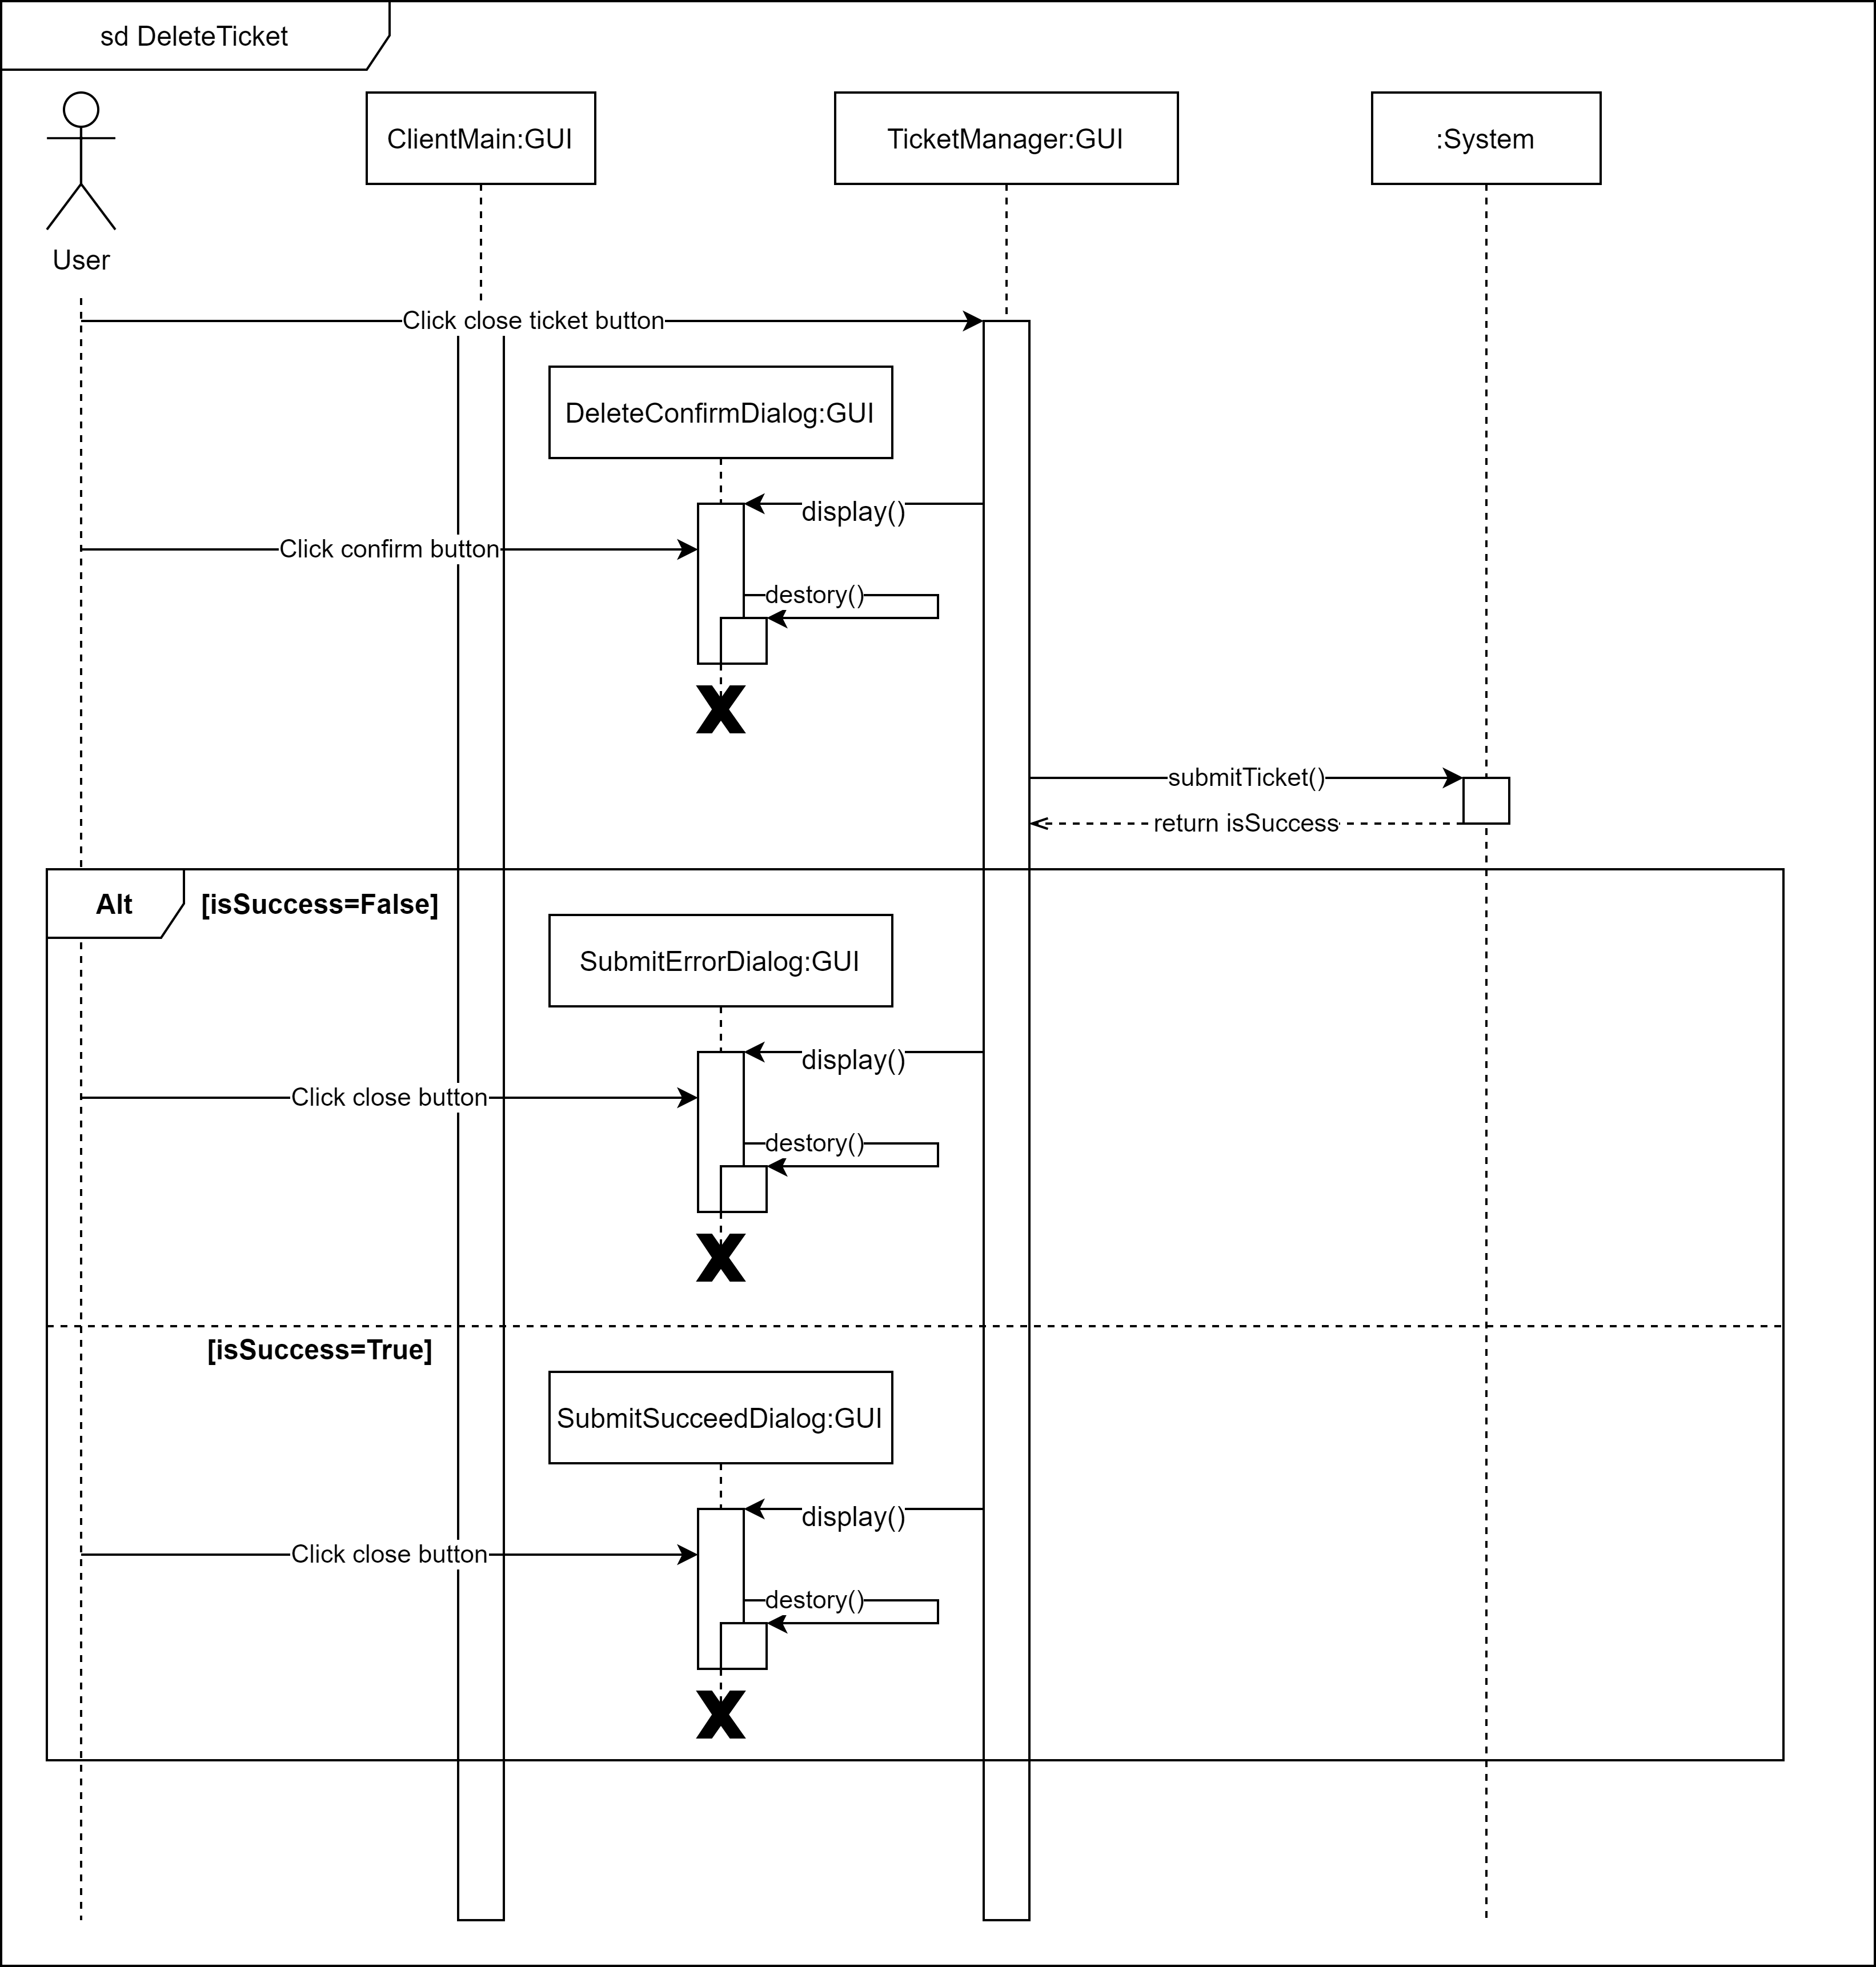 sd DeleteTicket
ClientMain:GUI
TicketManager:GUI
:System
User
Click close ticket button
DeleteConfirmDialog:GUI
display()
Click confirm button
destory()
X
submitTicket()
return isSuccess
Alt
[isSuccess=False]
SubmitErrorDialog:GUI
display()
Click close button
destory()
X
[isSuccess=True]
SubmitSucceedDialog:GUI
display()
Click close button
destory()
X